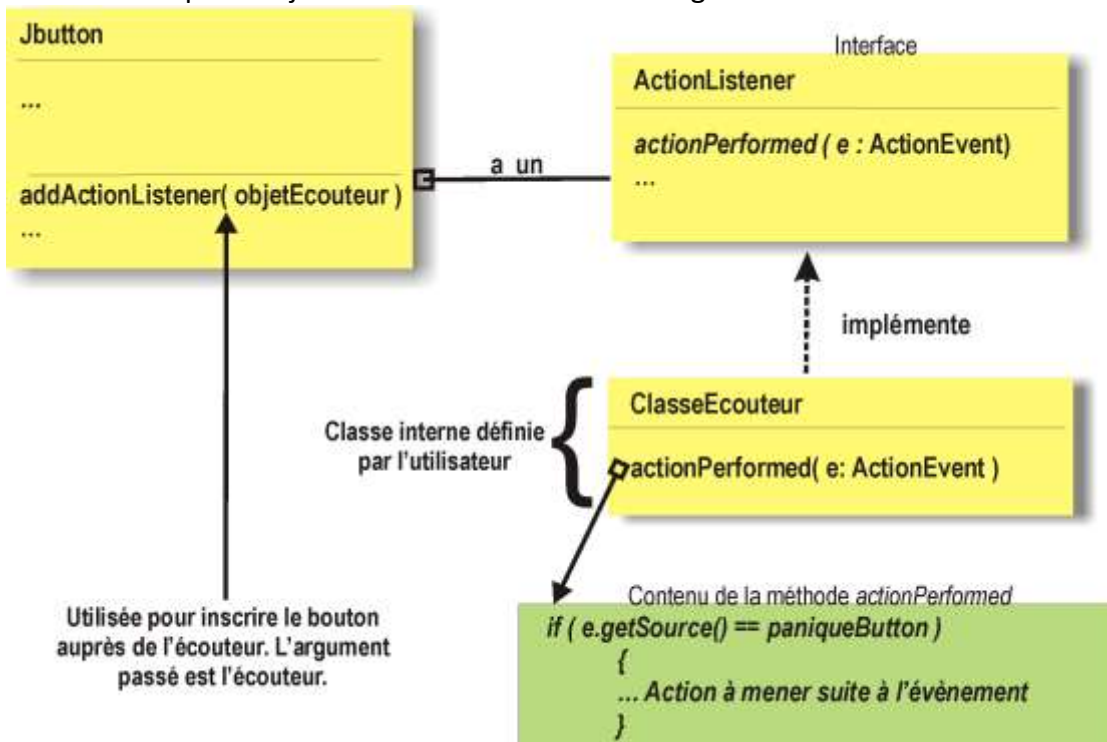 Jbutton
...
addActionListener( objetEcouteur )
...
a un
Interface
ActionListener
actionPerformed ( e : ActionEvent)
...
implémente
Classe interne définie
par l'utilisateur
{
ClasseEcouteur
actionPerformed( e: ActionEvent )
Utilisée pour inscrire le bouton
auprès de l'écouteur. L'argument
passé est l'écouteur.
Contenu de la méthode actionPerformed
if ( e.getSource() == paniqueButton )
{
... Action à mener suite à l'évènement
}